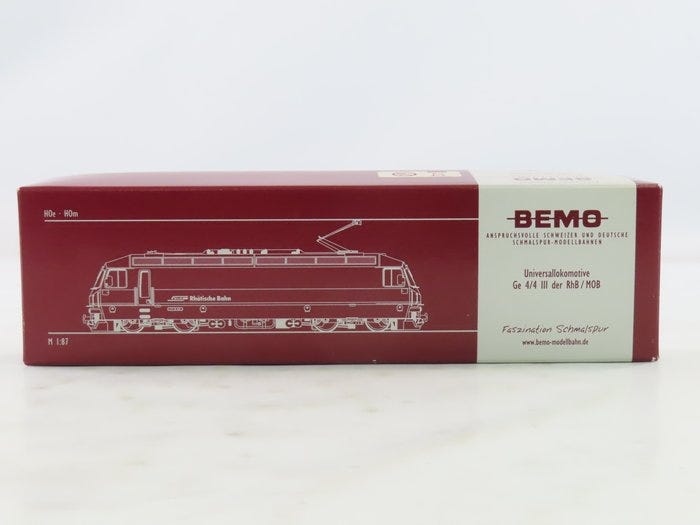 H0e - H0m
Rhätische Bahn
M 1:87
BEMO
BEMO
ANSPRUCHSVOLLE SCHWEIZER UND DEUTSCHE
SCHMALSPUR-MODELLBAHNEN
Universallokomotive
Ge 4/4 III der RhB/MOB
Faszination Schmalspur
www.bemo-modellbahn.de